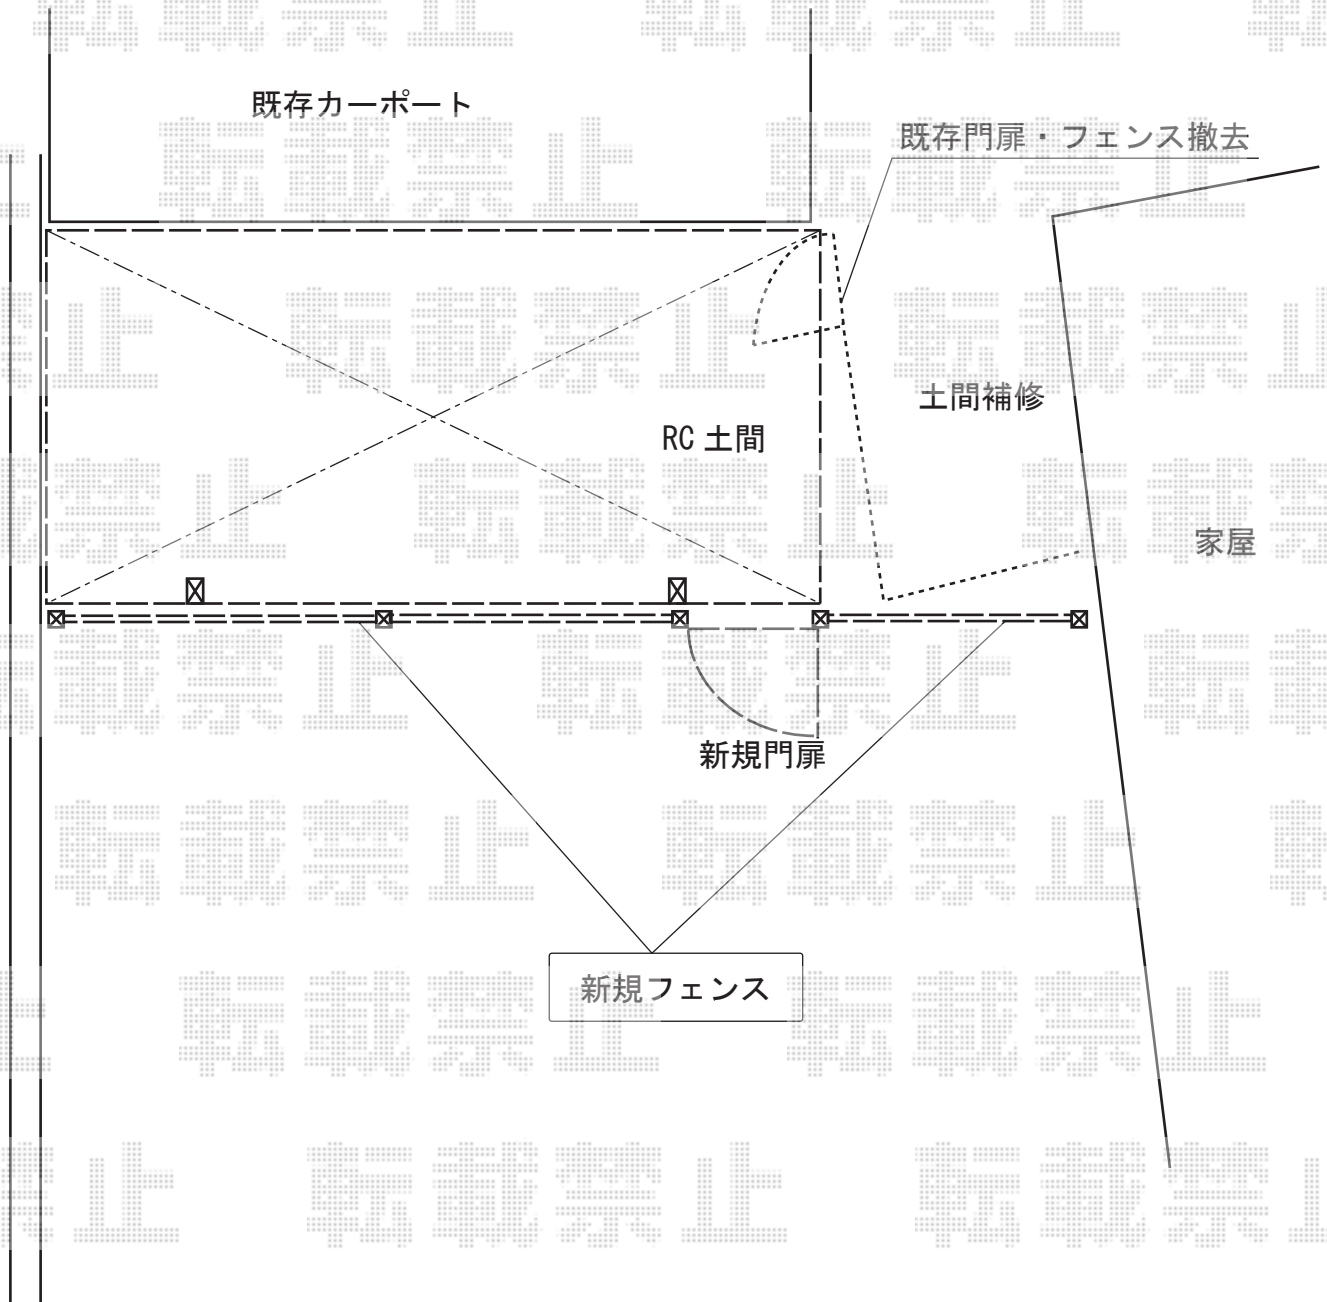 既存カーポート
既存門扉・フェンス撤去
土間補修
RC 土間
家屋
新規門扉
新規フェンス
転載禁止